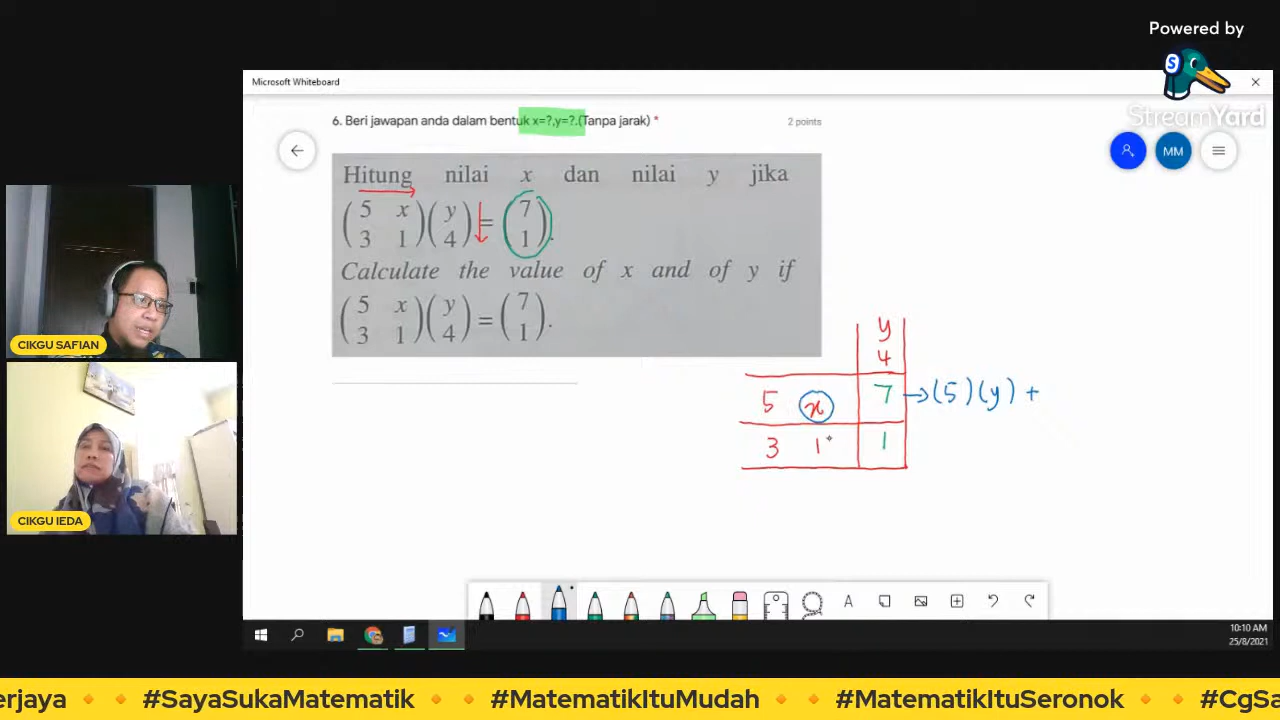 Powered by
S
StreamYard
Microsoft Whiteboard
6. Beri jawapan anda dalam bentuk x=?,y=?.(Tanpa jarak) *
2 points
MM
Hitung nilai x dan nilai y jika
(5 x) (y) = (7)
(3 1) (4) (1).
Calculate the value of x and of y if
(5 x) (y) = (7)
(3 1) (4) (1).
y
4
5 x 7 → (5)(y) +
3 1 1
CIKGU SAFIAN
CIKGU IEDA
A
10:10 AM
25/8/2021
erjaya #SayaSukaMatematik #MatematikItuMudah #MatematikItuSeronok #CgSa